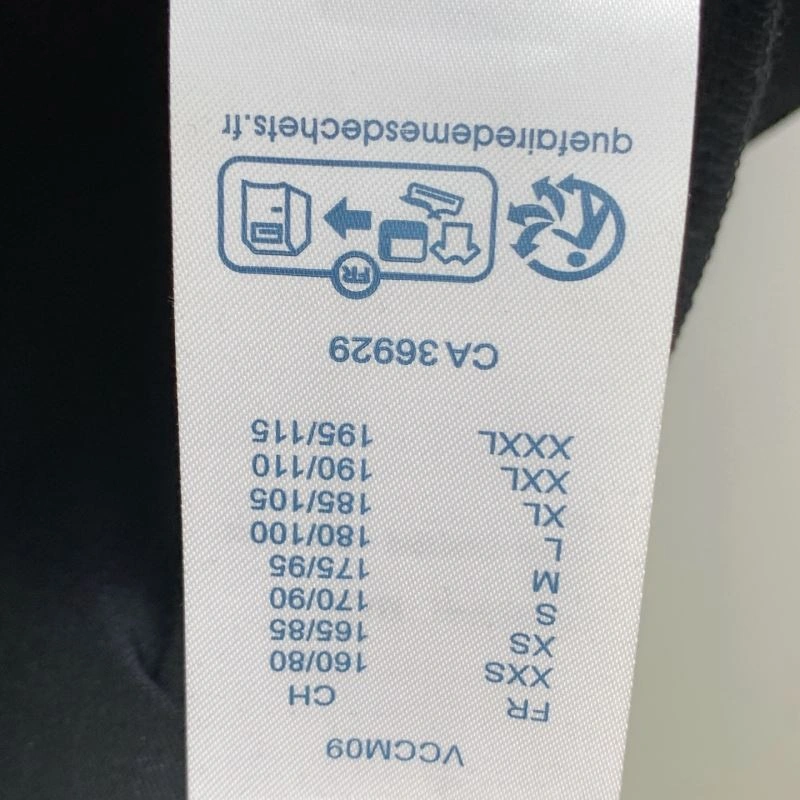 VCCM09
FR CH
XXS 160/80
XS 165/85
S 170/90
M 175/95
L 180/100
XL 185/105
XXL 190/110
XXXL 195/115
CA 36929
FR
quefairedemesdechets.fr